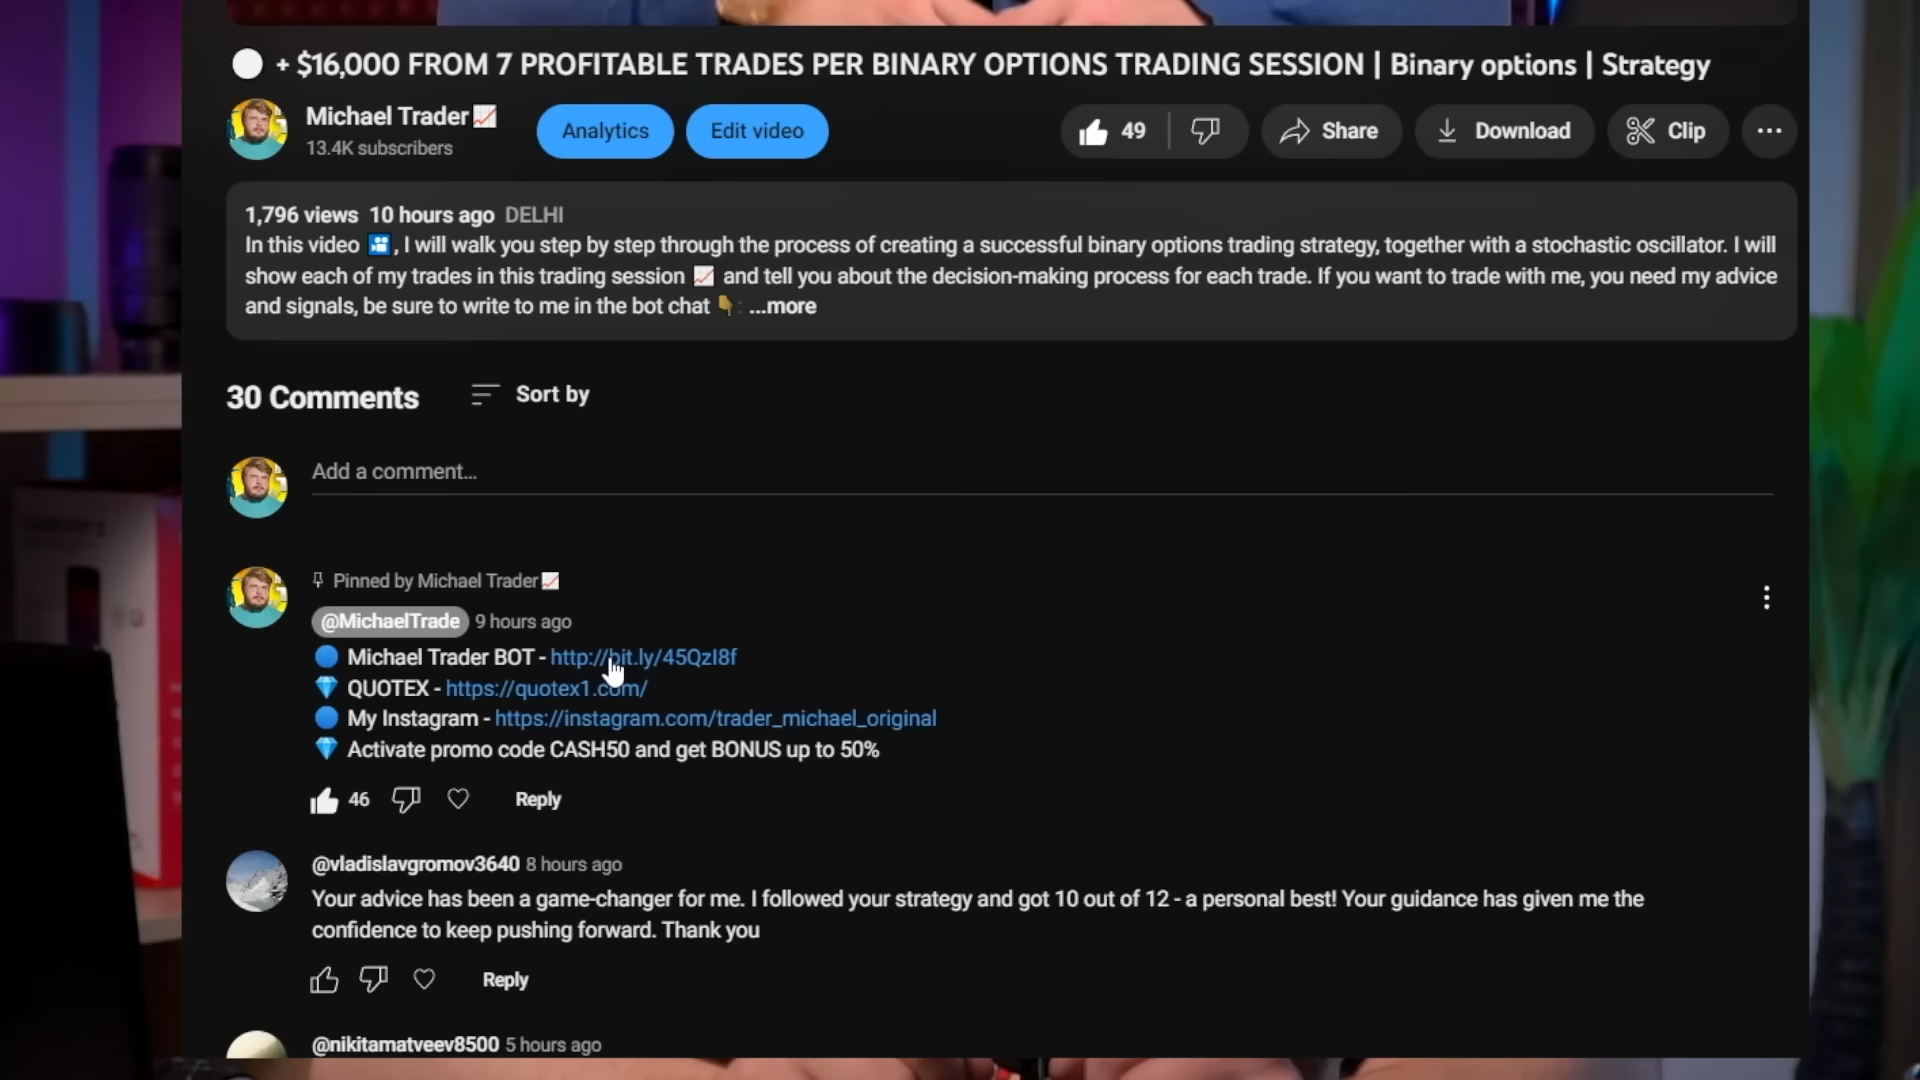 + $16,000 FROM 7 PROFITABLE TRADES PER BINARY OPTIONS TRADING SESSION | Binary options | Strategy
Michael Trader
13.4K subscribers
Analytics
Edit video
49
Share
Download
Clip
1,796 views 10 hours ago DELHI
In this video , I will walk you step by step through the process of creating a successful binary options trading strategy, together with a stochastic oscillator. I will
show each of my trades in this trading session and tell you about the decision-making process for each trade. If you want to trade with me, you need my advice
and signals, be sure to write to me in the bot chat : ...more
30 Comments
Sort by
Add a comment...
Pinned by Michael Trader
@MichaelTrade 9 hours ago
Michael Trader BOT - http://bit.ly/45QzI8f
QUOTEX - https://quotex1.com/
My Instagram - https://instagram.com/trader_michael_original
Activate promo code CASH50 and get BONUS up to 50%
46
Reply
@vladislavgromov3640 8 hours ago
Your advice has been a game-changer for me. I followed your strategy and got 10 out of 12 - a personal best! Your guidance has given me the
confidence to keep pushing forward. Thank you
Reply
@nikitamatveev8500 5 hours ago